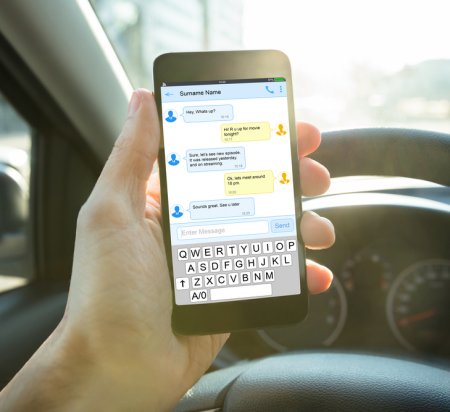 Surname Name
Hey, Whats up?
Hi! R u up for movie
tonight?
Sure, let's see new episode.
It was released yesterday,
and on streaming.
Ok, lets meet around
10 pm.
Sounds great. See u later
Enter Message
Send
Q W E R T Y U I O P
A S D F G H J K L
Z X C V B N M
A/0